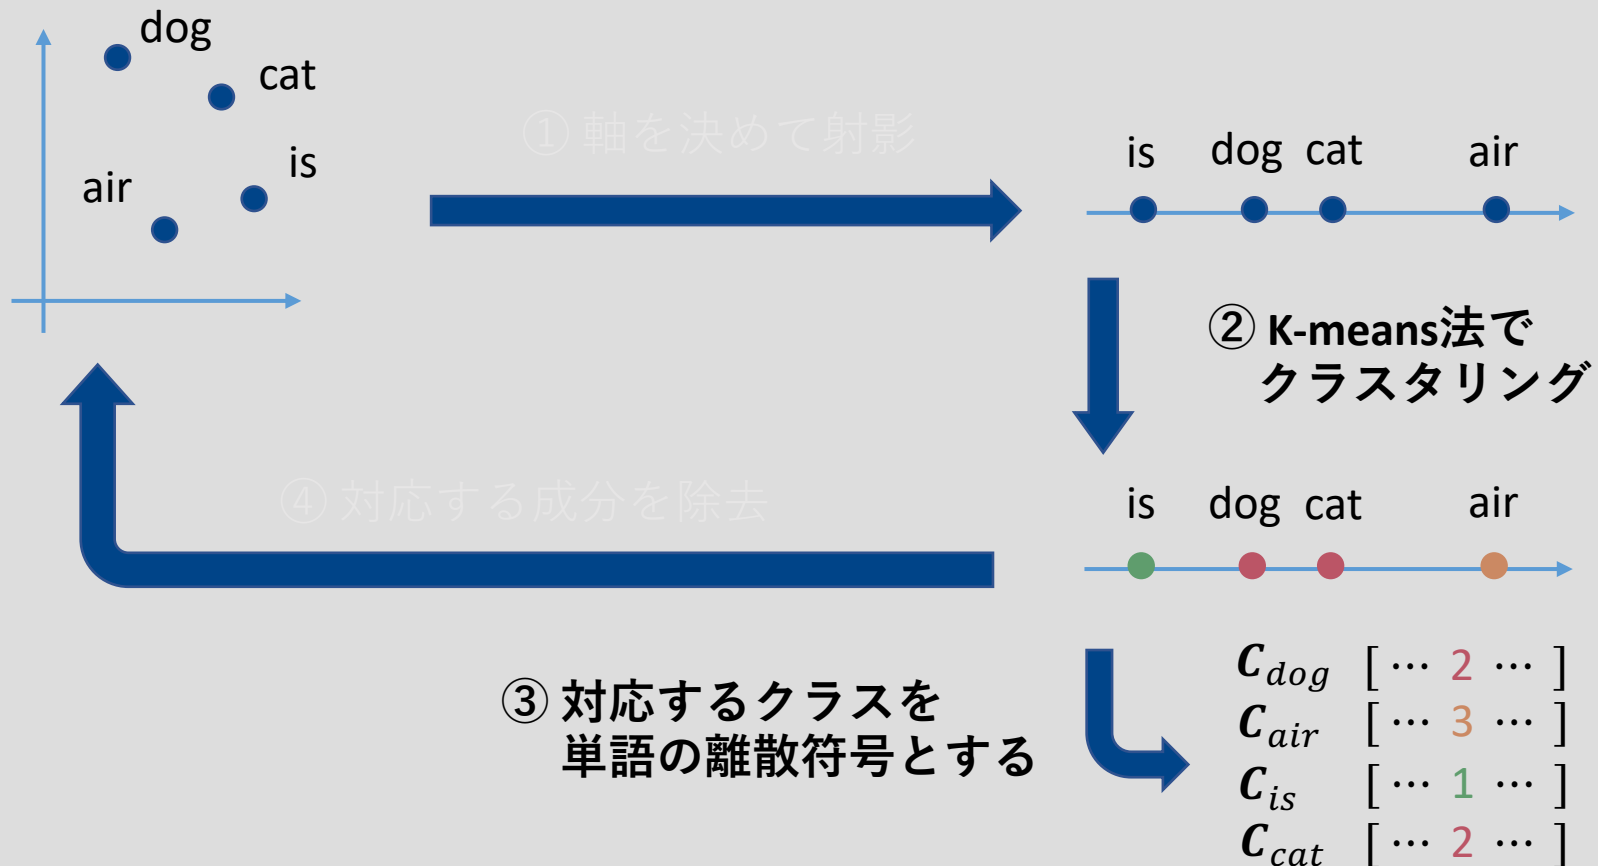 dog
cat
is
air
① 軸を決めて射影
is dog cat air
② K-means法で
クラスタリング
④ 対応する成分を除去
is dog cat air
③ 対応するクラスを
単語の離散符号とする
C_dog [ ⋯ 2 ⋯ ]
C_air [ ⋯ 3 ⋯ ]
C_is [ ⋯ 1 ⋯ ]
C_cat [ ⋯ 2 ⋯ ]